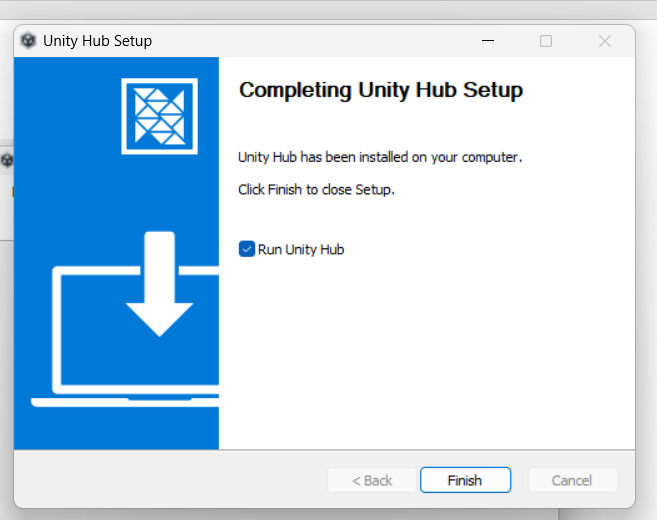 Unity Hub Setup
Completing Unity Hub Setup
Unity Hub has been installed on your computer.
Click Finish to close Setup.
Run Unity Hub
< Back
Finish
Cancel